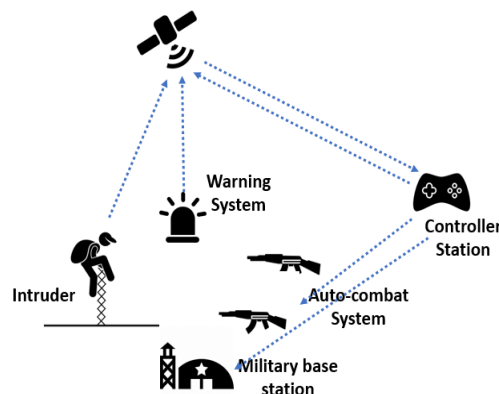 Warning
System
Controller
Station
Intruder
Auto-combat
System
Military base
station